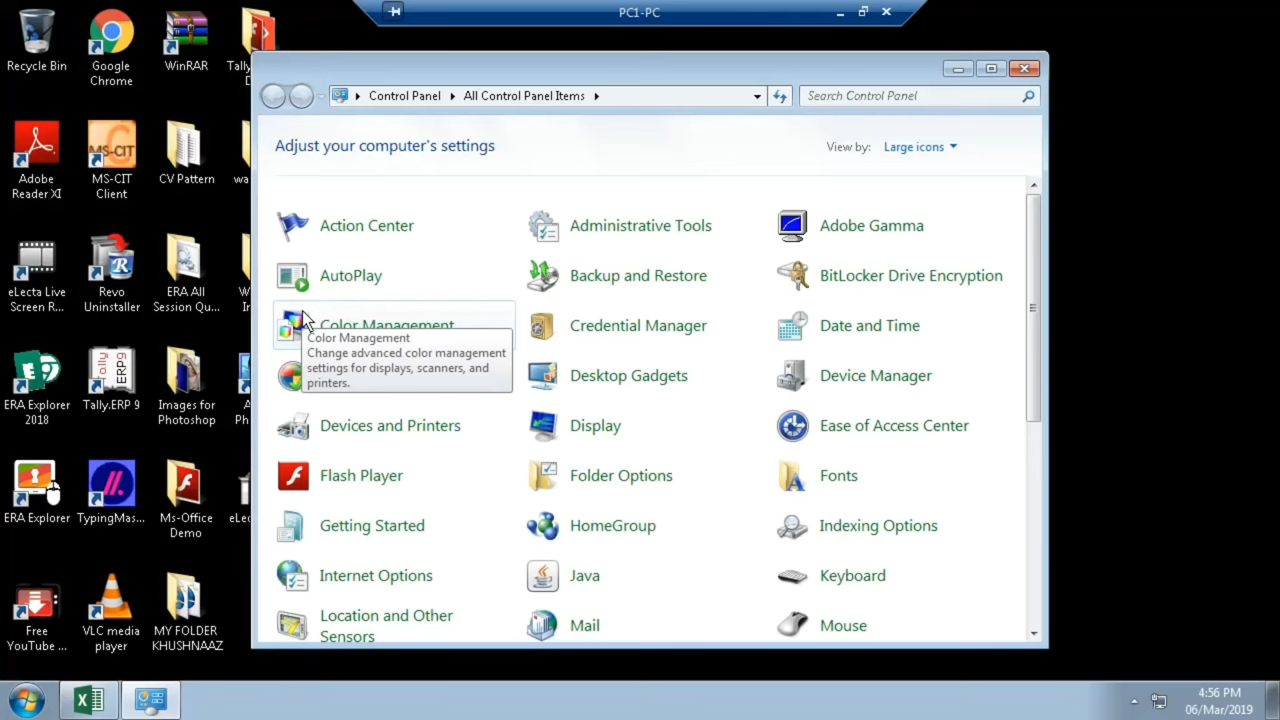 PC1-PC
Recycle Bin
Google
Chrome
WinRAR
Tally
Adobe
Reader XI
MS-CIT
MS-CIT
Client
CV Pattern
eLecta Live
Screen R...
Revo
Uninstaller
ERA All
Session Qu...
ERA Explorer
2018
Tally
ERP9
Tally.ERP 9
Images for
Photoshop
ERA Explorer
TypingMas...
Ms-Office
Demo
Free
YouTube ...
VLC media
player
MY FOLDER
KHUSHNAAZ
Control Panel
All Control Panel Items
Search Control Panel
Adjust your computer's settings
View by: Large icons
Action Center
Administrative Tools
Adobe Gamma
AutoPlay
Backup and Restore
BitLocker Drive Encryption
Color Management
Credential Manager
Date and Time
Color Management
Change advanced color management
settings for displays, scanners, and
printers.
Desktop Gadgets
Device Manager
Devices and Printers
Display
Ease of Access Center
Flash Player
Folder Options
Fonts
Getting Started
HomeGroup
Indexing Options
Internet Options
Java
Keyboard
Location and Other
Sensors
Mail
Mouse
4:56 PM
06/Mar/2019